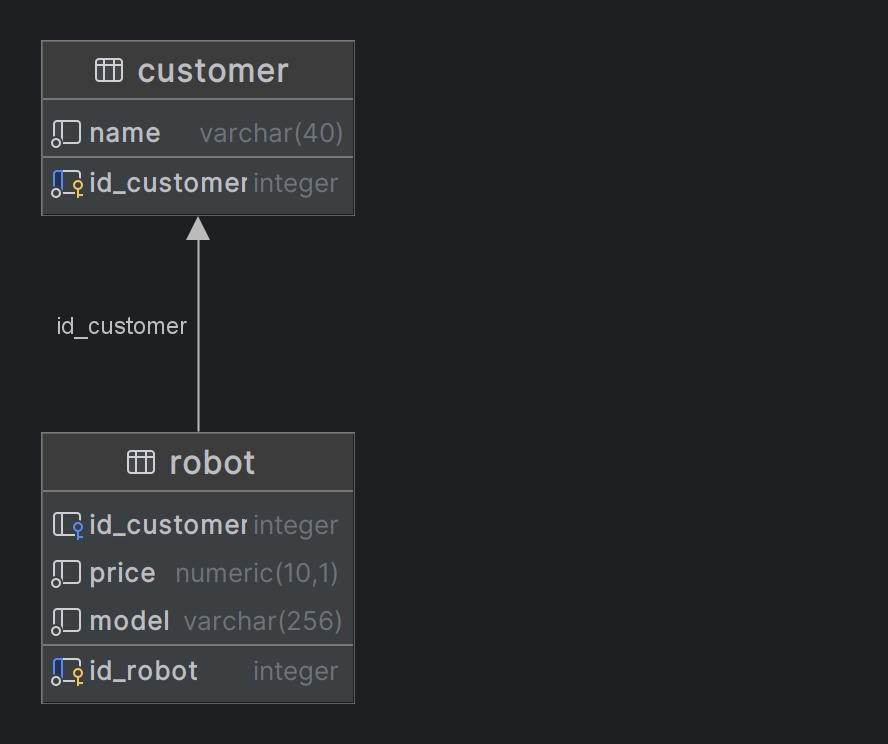 customer
name varchar(40)
id_customer integer
id_customer
robot
id_customer integer
price numeric(10,1)
model varchar(256)
id_robot integer